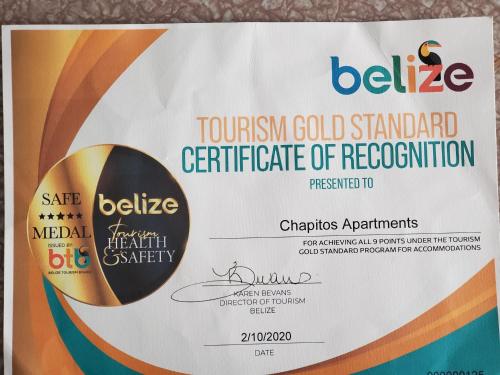 belize
TOURISM GOLD STANDARD
CERTIFICATE OF RECOGNITION
PRESENTED TO
Chapitos Apartments
FOR ACHIEVING ALL 9 POINTS UNDER THE TOURISM
GOLD STANDARD PROGRAM FOR ACCOMMODATIONS
SAFE
★★★★★
MEDAL
ISSUED BY
btb
BELIZE TOURISM BOARD
belize
Tourism
HEALTH
& SAFETY
KAREN BEVANS
DIRECTOR OF TOURISM
BELIZE
2/10/2020
DATE